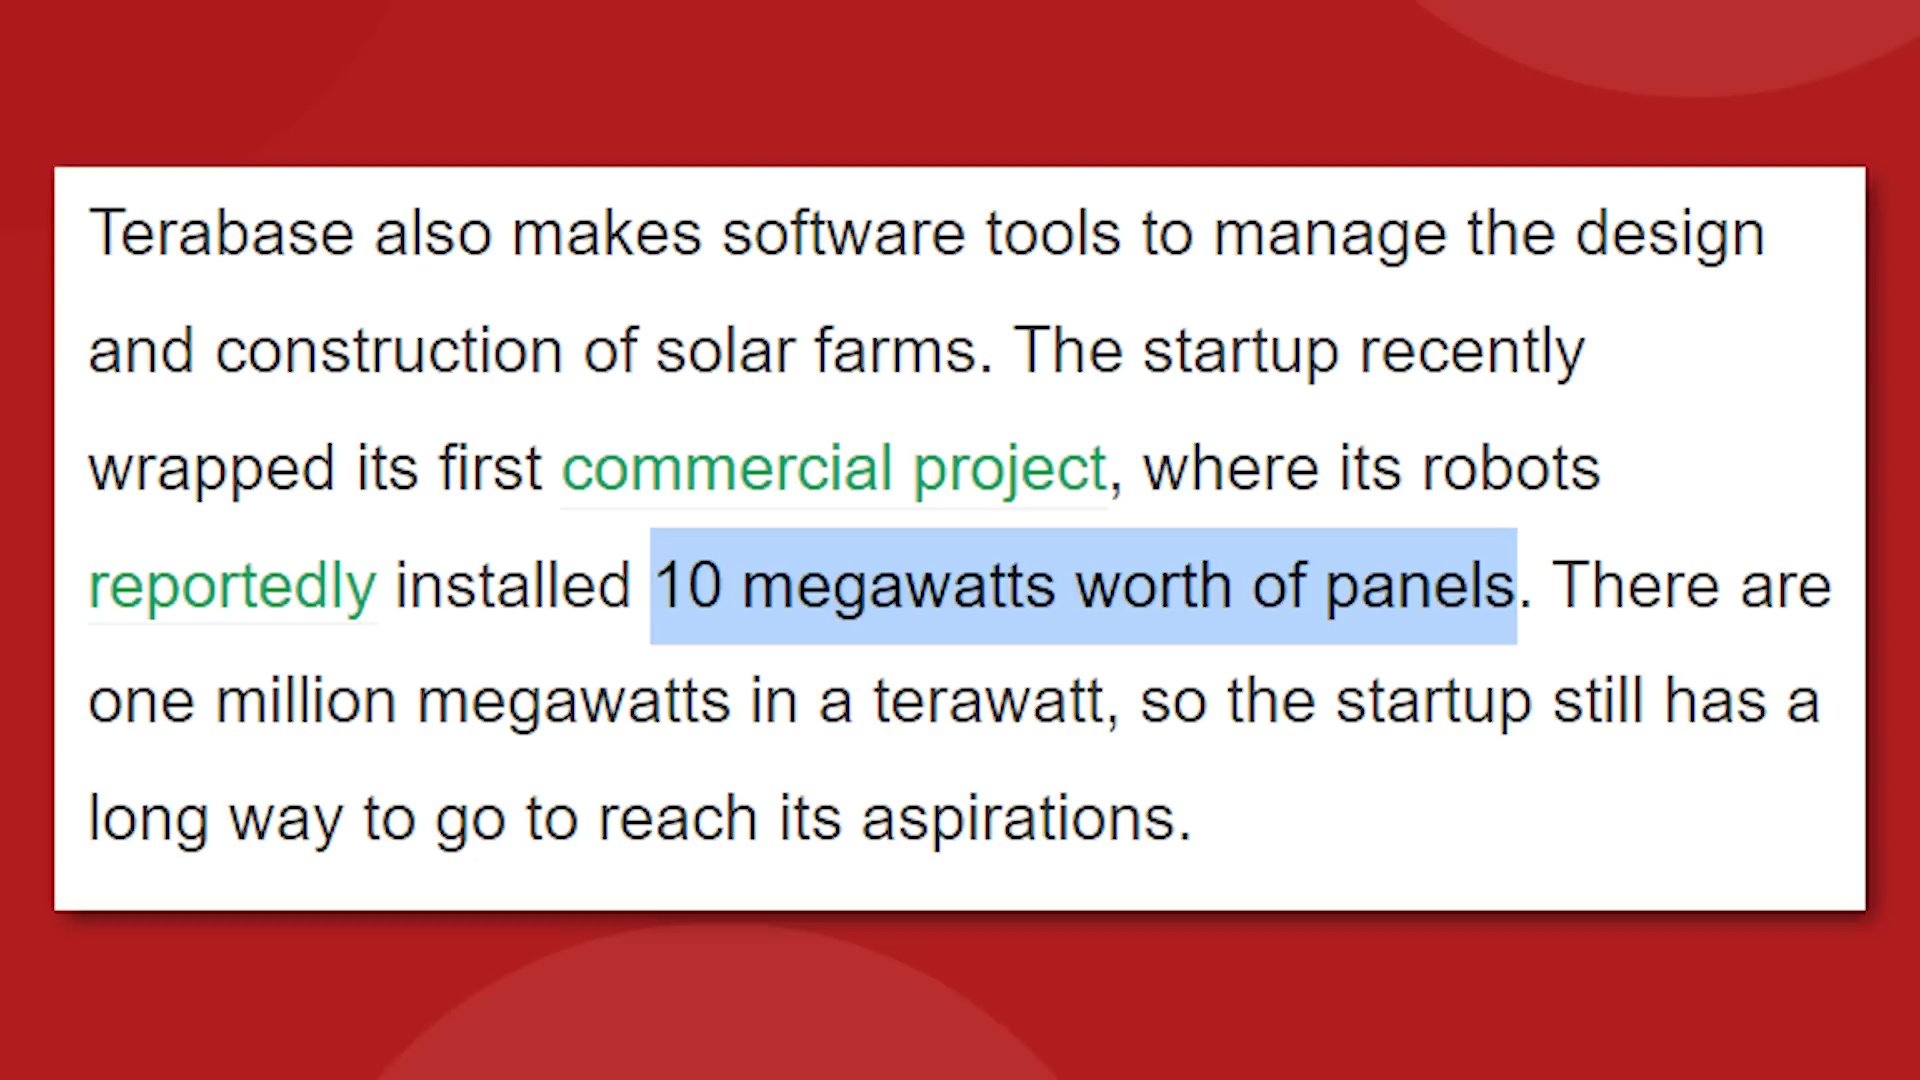 Terabase also makes software tools to manage the design
and construction of solar farms. The startup recently
wrapped its first commercial project, where its robots
reportedly installed 10 megawatts worth of panels. There are
one million megawatts in a terawatt, so the startup still has a
long way to go to reach its aspirations.